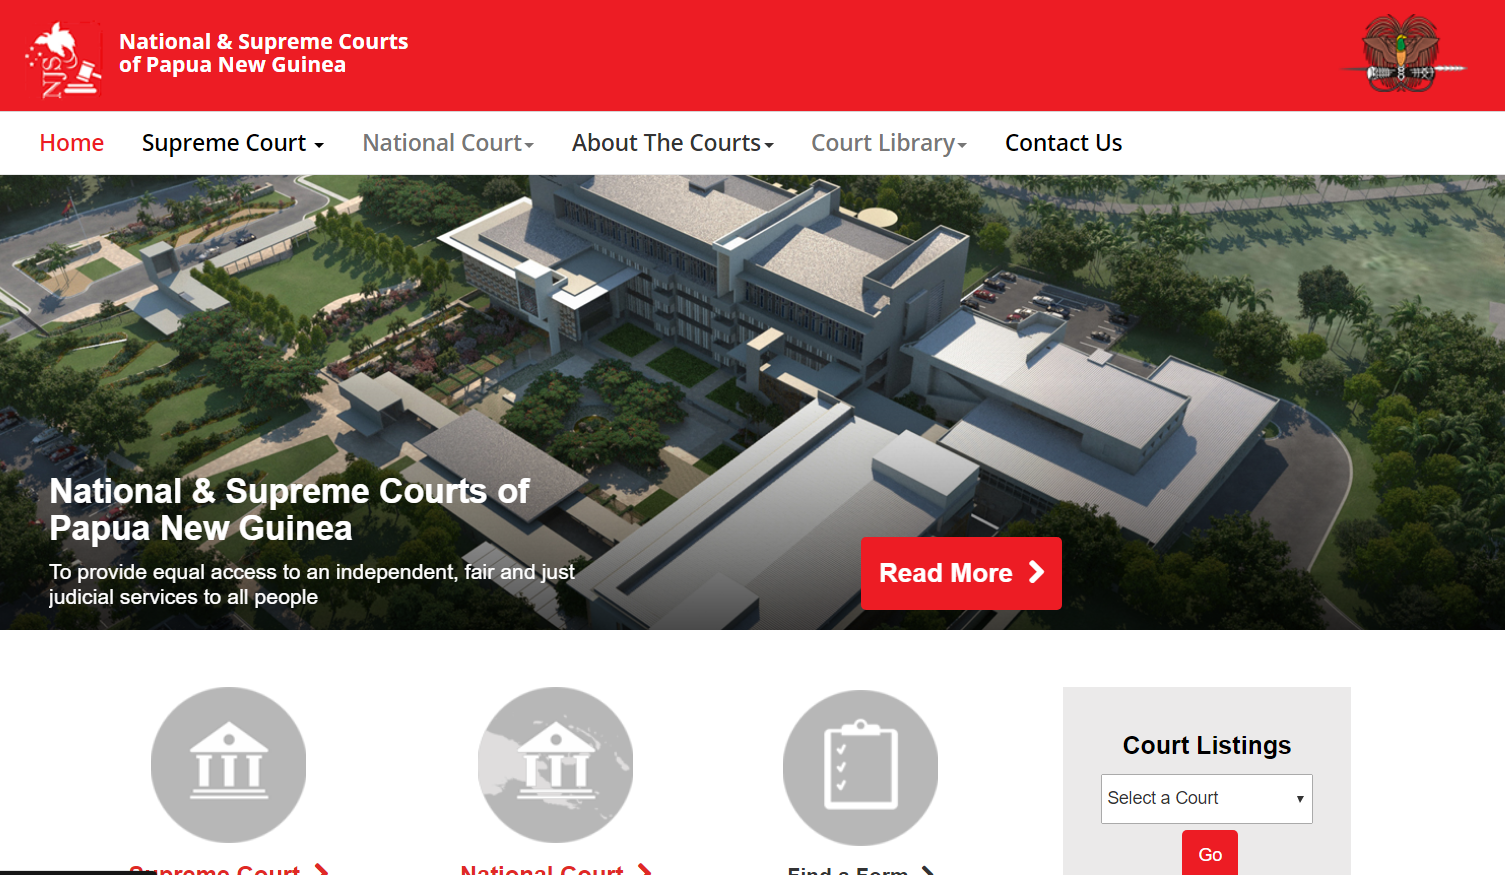 NJS
National & Supreme Courts
of Papua New Guinea
Home
Supreme Court
National Court
About The Courts
Court Library
Contact Us
National & Supreme Courts of
Papua New Guinea
To provide equal access to an independent, fair and just
judicial services to all people
Read More
Court Listings
Select a Court
Go
Supreme Court
National Court
Find a Form